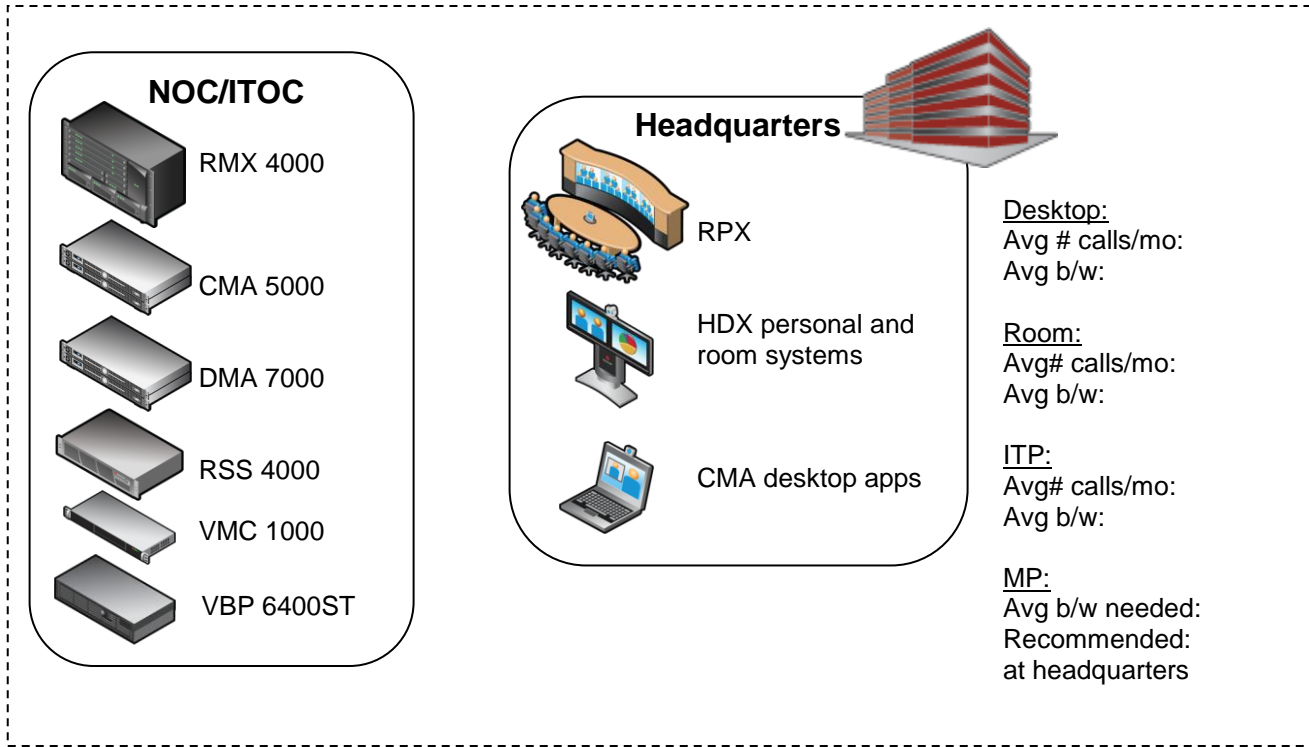 NOC/ITOC
RMX 4000
CMA 5000
DMA 7000
RSS 4000
VMC 1000
VBP 6400ST
Headquarters
RPX
HDX personal and
room systems
CMA desktop apps
Desktop:
Avg # calls/mo:
Avg b/w:
Room:
Avg# calls/mo:
Avg b/w:
ITP:
Avg# calls/mo:
Avg b/w:
MP:
Avg b/w needed:
Recommended:
at headquarters